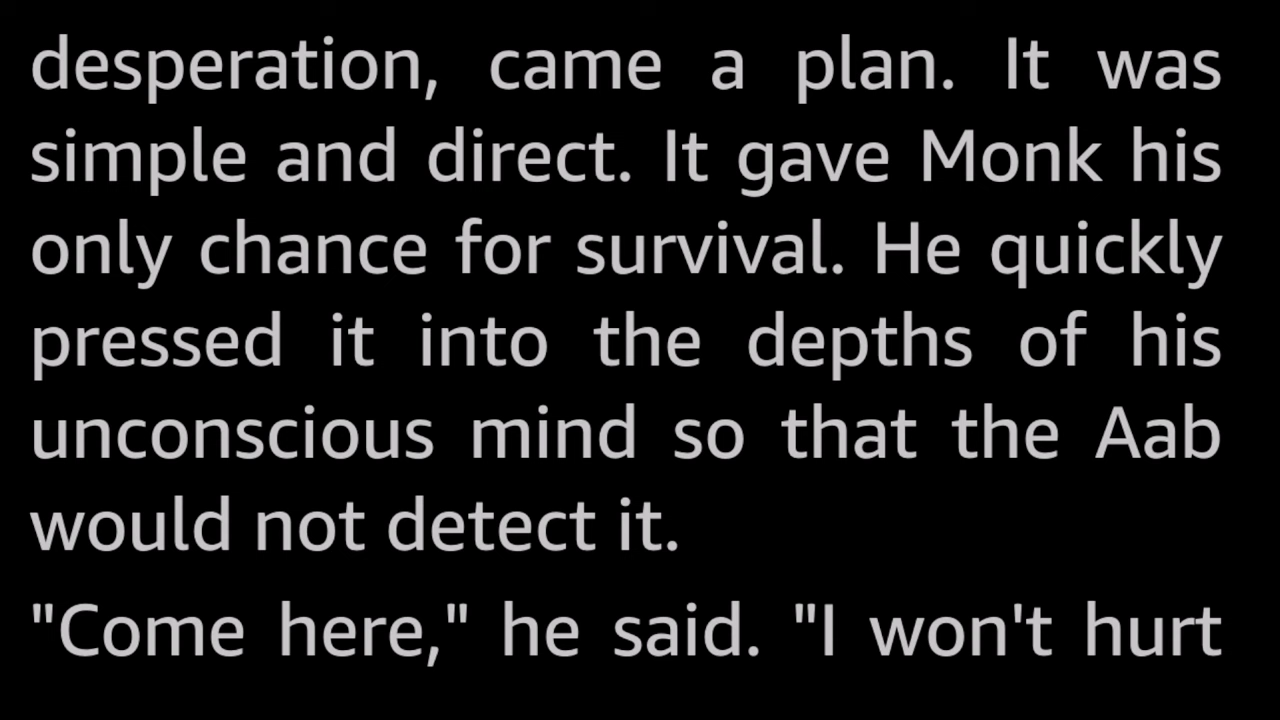 desperation, came a plan. It was
simple and direct. It gave Monk his
only chance for survival. He quickly
pressed it into the depths of his
unconscious mind so that the Aab
would not detect it.
"Come here," he said. "I won't hurt